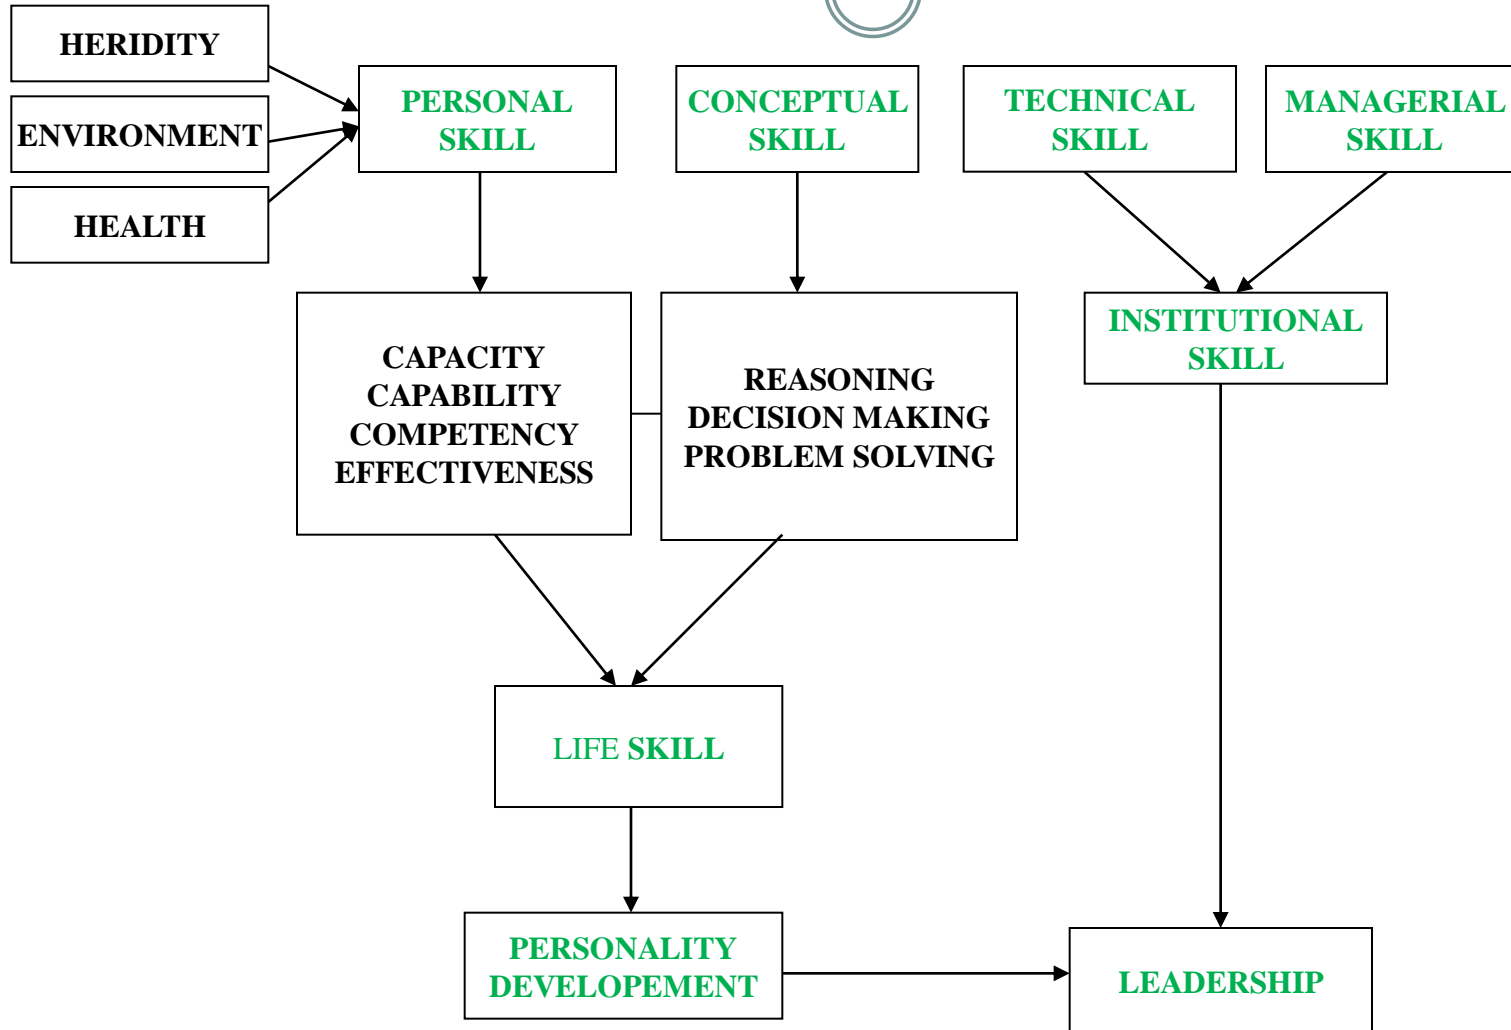 HERIDITY
ENVIRONMENT
HEALTH
PERSONAL
SKILL
CONCEPTUAL
SKILL
TECHNICAL
SKILL
MANAGERIAL
SKILL
CAPACITY
CAPABILITY
COMPETENCY
EFFECTIVENESS
REASONING
DECISION MAKING
PROBLEM SOLVING
INSTITUTIONAL
SKILL
LIFE SKILL
PERSONALITY
DEVELOPEMENT
LEADERSHIP